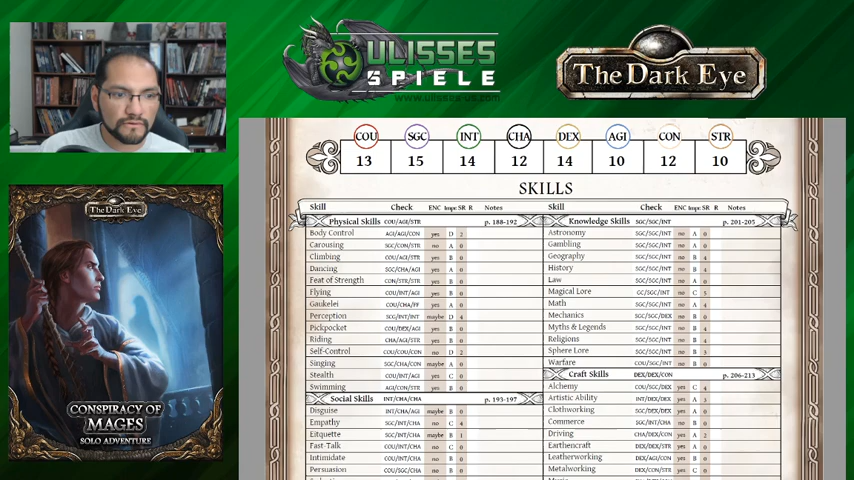 ULISSES
SPIELE
www.ulisses-us.com
The Dark Eye
The Dark Eye
CONSPIRACY OF
MAGES
SOLO ADVENTURE
COU SGC INT CHA DEX AGI CON STR
13 15 14 12 14 10 12 10
SKILLS
Skill Check ENC Impr SR R Notes
Physical Skills COU/AGI/STR p. 188-192
Body Control AGI/AGI/CON yes D 2
Carousing SGC/CON/STR no A 0
Climbing COU/AGI/STR yes B 0
Dancing SGC/CHA/AGI yes A 0
Feat of Strength CON/STR/STR yes B 0
Flying COU/INT/AGI yes B 0
Gaukelei COU/CHA/FF yes A 0
Perception SGC/INT/INT maybe D 4
Pickpocket COU/DEX/AGI yes B 0
Riding CHA/AGI/STR yes B 0
Self-Control COU/COU/CON no D 2
Singing SGC/CHA/CON maybe A 0
Stealth COU/INT/AGI yes C 0
Swimming AGI/CON/STR yes B 0
Social Skills INT/CHA/CHA p. 193-197
Disguise INT/CHA/AGI maybe B 0
Empathy SGC/INT/CHA no C 4
Eitquette SGC/INT/CHA maybe B 1
Fast-Talk COU/INT/CHA no C 0
Intimidate COU/INT/CHA no B 0
Persuasion COU/SGC/CHA no B 0
Skill Check ENC Impr SR R Notes
Knowledge Skills SGC/SGC/INT p. 201-205
Astronomy SGC/SGC/INT no A 0
Gambling SGC/SGC/INT no A 0
Geography SGC/SGC/INT no B 4
History SGC/SGC/INT no B 4
Law SGC/SGC/INT no A 0
Magical Lore GC/SGC/INT no C 5
Math SGC/SGC/INT no A 4
Mechanics SGC/SGC/DEX no B 0
Myths & Legends SGC/SGC/INT no B 4
Religions SGC/SGC/INT no B 4
Sphere Lore SGC/SGC/INT no B 3
Warfare COU/SGC/INT no B 0
Craft Skills DEX/DEX/CON p. 206-213
Alchemy COU/SGC/DEX yes C 4
Artistic Ability INT/DEX/DEX yes A 3
Clothworking SGC/DEX/DEX yes A 0
Commerce SGC/INT/CHA no B 0
Driving CHA/DEX/CON yes A 2
Earthencraft DEX/DEX/STR yes A 0
Leatherworking DEX/AGI/CON yes B 0
Metalworking DEX/CON/STR yes C 0